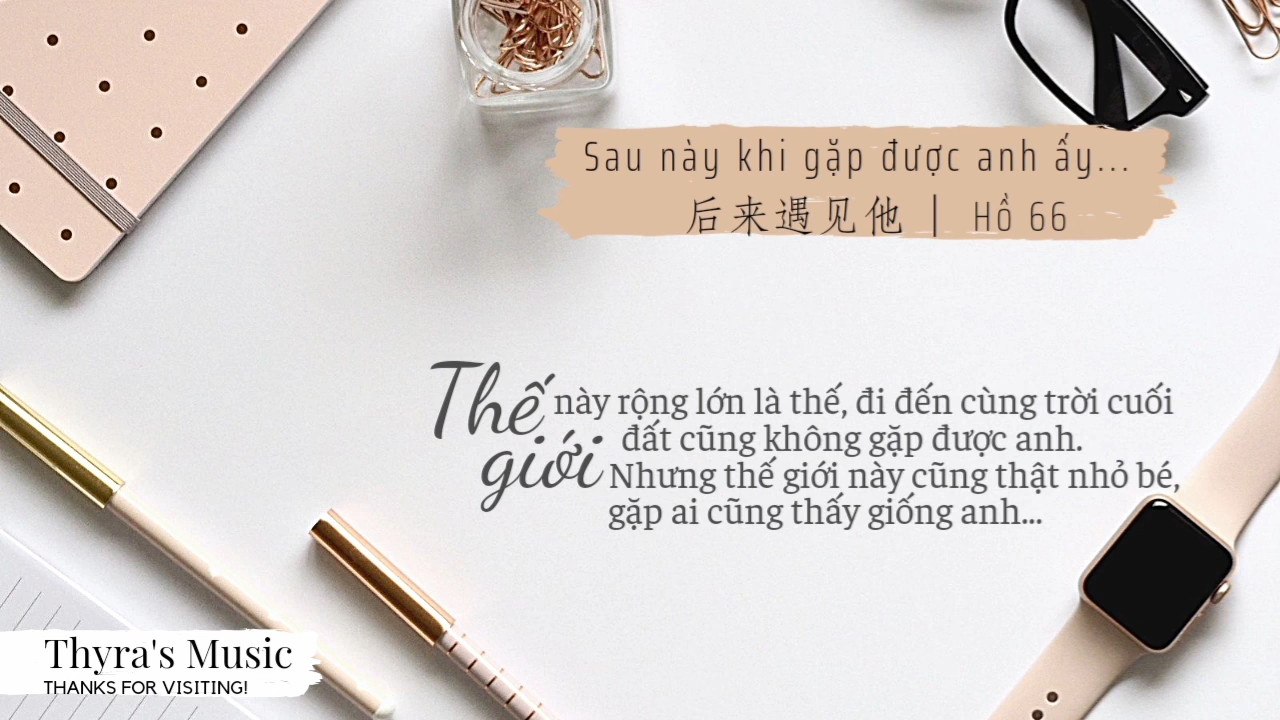 Sau này khi gặp được anh ấy...
后来遇见他 | Hồ 66
Thế giới này rộng lớn là thế, đi đến cùng trời cuối
đất cũng không gặp được anh.
Nhưng thế giới này cũng thật nhỏ bé,
gặp ai cũng thấy giống anh...
Thyra's Music
THANKS FOR VISITING!